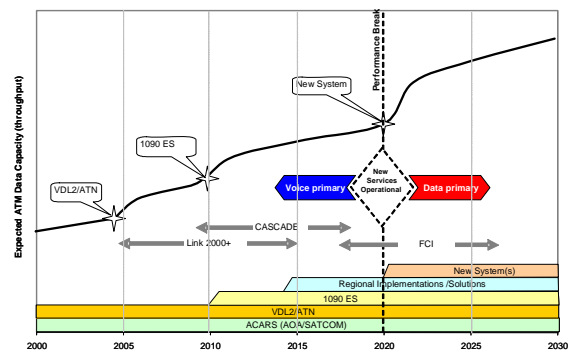 Expected ATM Data Capacity (throughput)
Performance Break
New System
1090 ES
VDL2/ATN
Voice primary
New
Services
Operational
Data primary
CASCADE
Link 2000+
FCI
New System(s)
Regional Implementations /Solutions
1090 ES
VDL2/ATN
ACARS (AOA/SATCOM)
2000 2005 2010 2015 2020 2025 2030